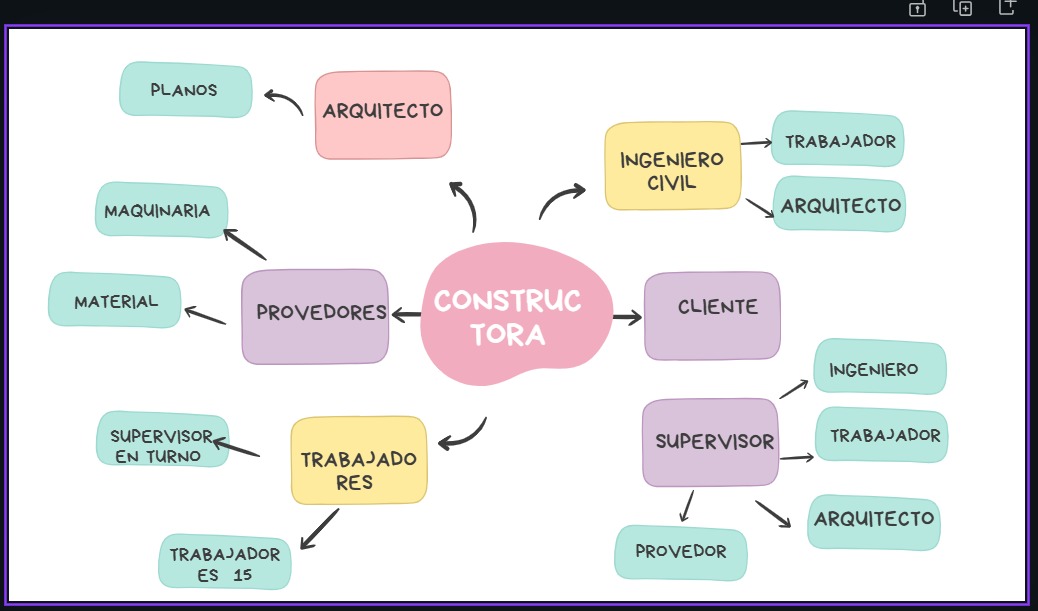 PLANOS
ARQUITECTO
INGENIERO
CIVIL
TRABAJADOR
ARQUITECTO
MAQUINARIA
MATERIAL
PROVEDORES
CONSTRUC
TORA
CLIENTE
SUPERVISOR
EN TURNO
TRABAJADO
RES
TRABAJADOR
ES 15
SUPERVISOR
INGENIERO
TRABAJADOR
ARQUITECTO
PROVEDOR